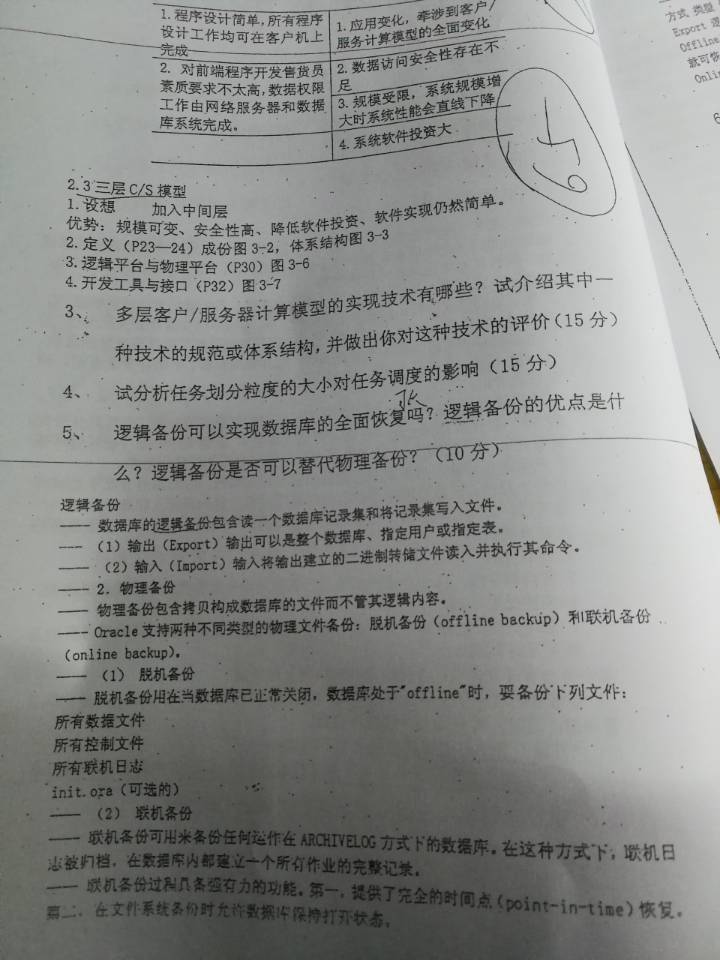 1.程序设计简单,所有程序设计工作均可在客户机上完成
1.应用变化,牵涉到客户/服务计算模型的全面变化
2. 对前端程序开发售货员素质要求不太高,数据权限工作由网络服务器和数据库系统完成。
2.数据访问安全性存在不足
3.规模受限,系统规模增大时系统性能会直线下降
4.系统软件投资大
2.3 三层 C/S 模型
1.设想 加入中间层
优势:规模可变、安全性高、降低软件投资、软件实现仍然简单。
2.定义(P23—24)成份图3-2,体系结构图3-3
3.逻辑平台与物理平台(P30)图3-6
4.开发工具与接口(P32)图3-7
3、 多层客户/服务器计算模型的实现技术有哪些?试介绍其中一
种技术的规范或体系结构,并做出你对这种技术的评价(15分)
4、 试分析任务划分粒度的大小对任务调度的影响(15分)
5、 逻辑备份可以实现数据库的全面恢复吗?逻辑备份的优点是什
么?逻辑备份是否可以替代物理备份?(10分)
逻辑备份
—— 数据库的逻辑备份包含读一个数据库记录集和将记录集写入文件。
—— (1)输出(Export)输出可以是整个数据库、指定用户或指定表。
—— (2)输入(Import)输入将输出建立的二进制转储文件读入并执行其命令。
—— 2.物理备份
—— 物理备份包含拷贝构成数据库的文件而不管其逻辑内容。
—— Oracle支持两种不同类型的物理文件备份:脱机备份(offline backup)和联机备份
(online backup)。
—— (1) 脱机备份
—— 脱机备份用在当数据库已正常关闭,数据库处于"offline"时,要备份下列文件:
所有数据文件
所有控制文件
所有联机日志
init.ora(可选的)
—— (2) 联机备份
—— 联机备份可用来备份任何运作在ARCHIVELOG方式下的数据库。在这种方式下,联机日
志被归档,在数据库内部建立一个所有作业的完整记录。
—— 联机备份过程具备强有力的功能。第一,提供了完全的时间点(point-in-time)恢复。
第二,在文件系统备份时允许数据库保持打开状态。
方式 类型
Export 逻
Offline
就可恢
Onlin
6